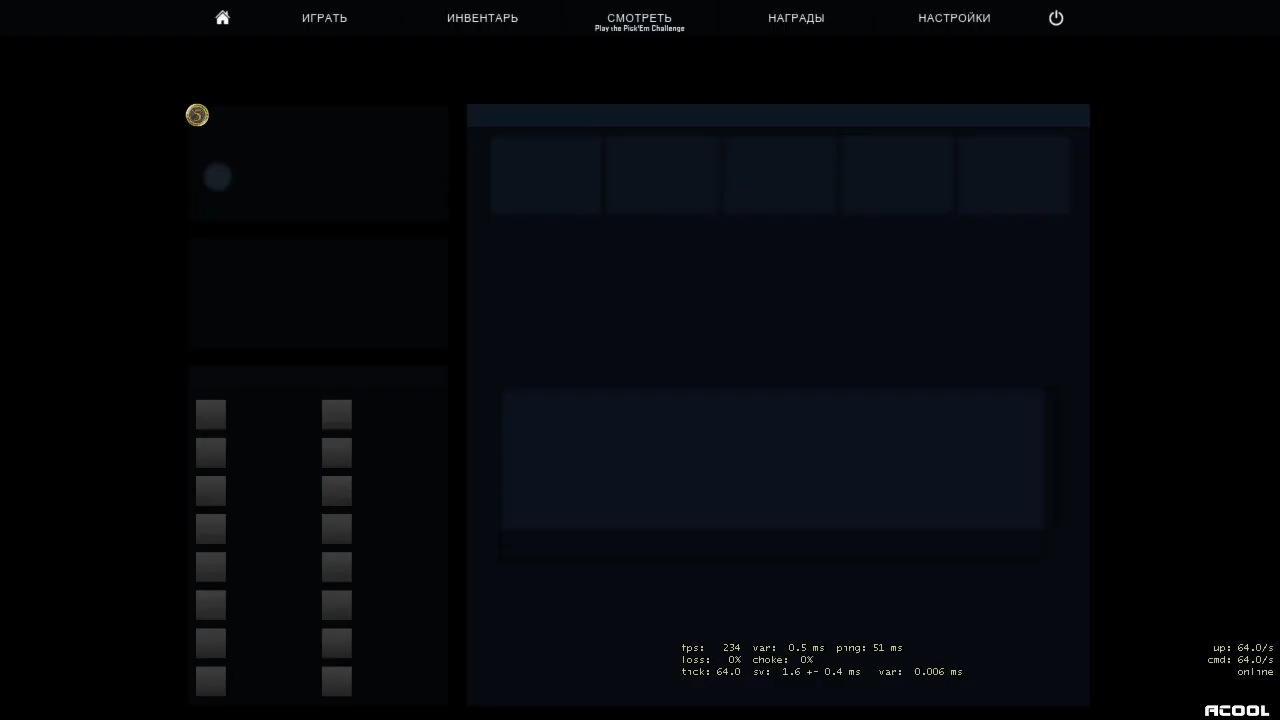 ИГРАТЬ
ИНВЕНТАРЬ
СМОТРЕТЬ
НАГРАДЫ
НАСТРОЙКИ
Play the Pick'Em Challenge
5
fps: 234 var: 0.5 ms ping: 51 ms
loss: 0% choke: 0%
tick: 64.0 sv: 1.6 +- 0.4 ms var: 0.006 ms
up: 64.0/s
cmd: 64.0/s
online
ACOOL